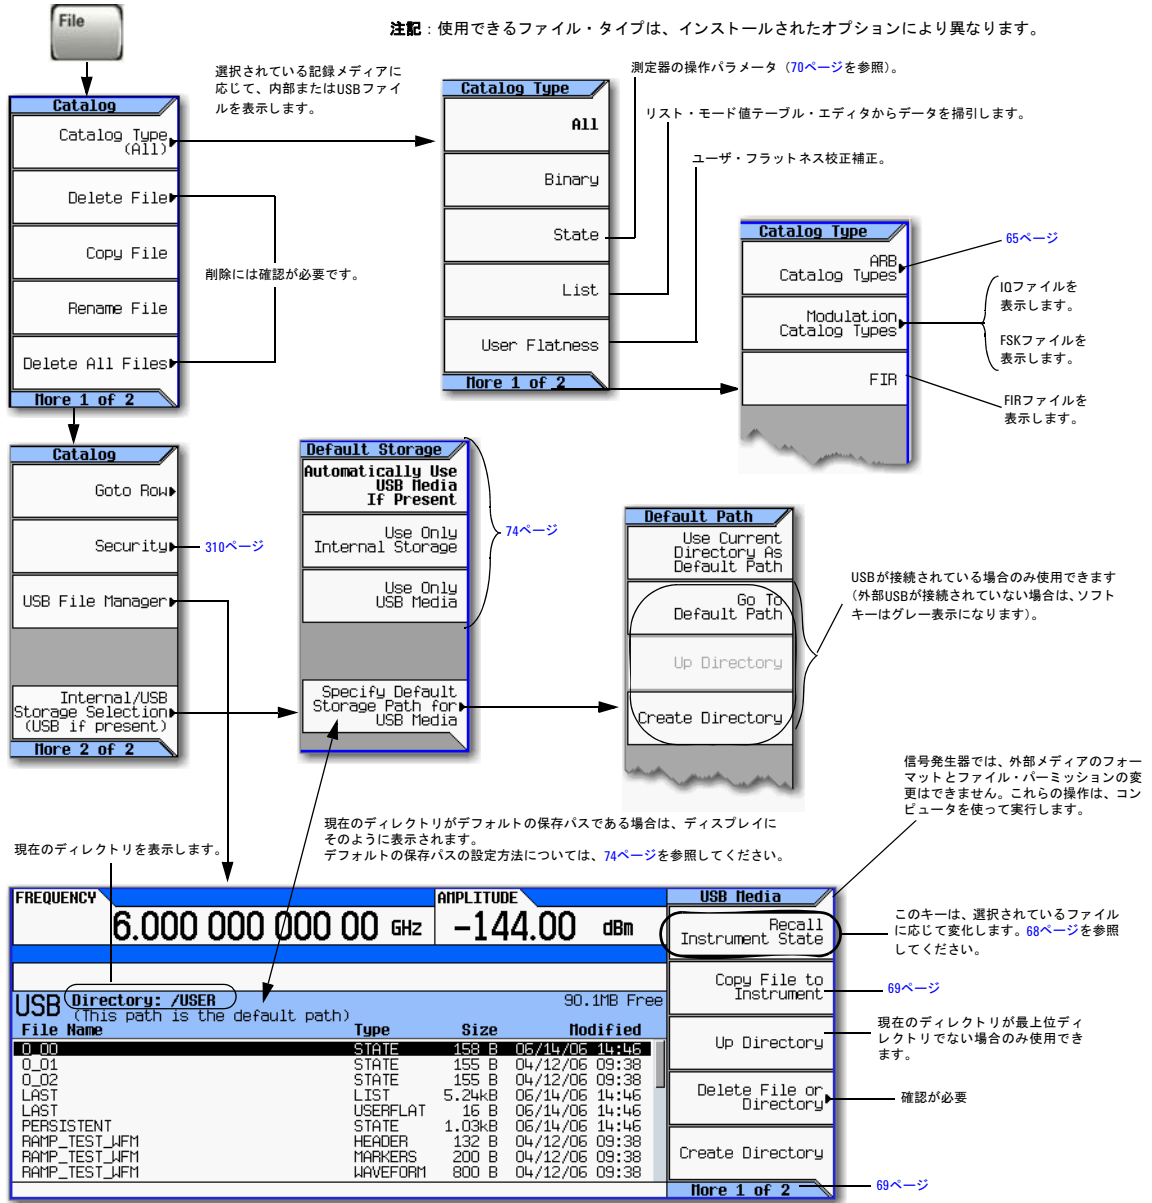 File
注記：使用できるファイル・タイプは、インストールされたオプションにより異なります。
選択されている記録メディアに
応じて、内部またはUSBファイ
ルを表示します。
測定器の操作パラメータ（70ページを参照）。
リスト・モード値テーブル・エディタからデータを掃引します。
ユーザ・フラットネス校正補正。
Catalog
Catalog Type
(All)
Delete File
Copy File
Rename File
Delete All Files
More 1 of 2
削除には確認が必要です。
Catalog Type
All
Binary
State
List
User Flatness
More 1 of 2
Catalog Type
ARB
Catalog Types
Modulation
Catalog Types
FIR
65ページ
IQファイルを
表示します。
FSKファイルを
表示します。
FIRファイルを
表示します。
Catalog
Goto Row
Security
USB File Manager
Internal/USB
Storage Selection
(USB if present)
More 2 of 2
310ページ
Default Storage
Automatically Use
USB Media
If Present
Use Only
Internal Storage
Use Only
USB Media
Specify Default
Storage Path for
USB Media
74ページ
Default Path
Use Current
Directory As
Default Path
Go To
Default Path
Up Directory
Create Directory
USBが接続されている場合のみ使用できます
（外部USBが接続されていない場合は、ソフト
キーはグレー表示になります）。
信号発生器では、外部メディアのフォー
マットとファイル・パーミッションの変
更はできません。これらの操作は、コン
ピュータを使って実行します。
現在のディレクトリがデフォルトの保存パスである場合は、ディスプレイに
そのように表示されます。
デフォルトの保存パスの設定方法については、74ページを参照してください。
現在のディレクトリを表示します。
FREQUENCY
6.000 000 000 00 GHz
AMPLITUDE
-144.00 dBm
USB Directory: /USER
(This path is the default path)
90.1MB Free
File Name Type Size Modified
0_00 STATE 158 B 06/14/06 14:46
0_01 STATE 155 B 04/12/06 09:38
0_02 STATE 155 B 04/12/06 09:38
LAST LIST 5.24kB 06/14/06 14:46
LAST USERFLAT 16 B 06/14/06 14:46
PERSISTENT STATE 1.03kB 06/14/06 14:46
RAMP_TEST_WFM HEADER 132 B 04/12/06 09:38
RAMP_TEST_WFM MARKERS 200 B 04/12/06 09:38
RAMP_TEST_WFM WAVEFORM 800 B 04/12/06 09:38
USB Media
Recall
Instrument State
Copy File to
Instrument
Up Directory
Delete File or
Directory
Create Directory
More 1 of 2
このキーは、選択されているファイル
に応じて変化します。68ページを参照
してください。
69ページ
現在のディレクトリが最上位ディ
レクトリでない場合のみ使用でき
ます。
確認が必要
69ページ